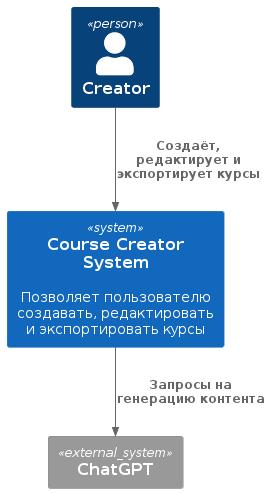 «person»
Creator
Создаёт,
редактирует и
экспортирует курсы
«system»
Course Creator
System
Позволяет пользователю
создавать, редактировать
и экспортировать курсы
Запросы на
генерацию контента
«external_system»
ChatGPT